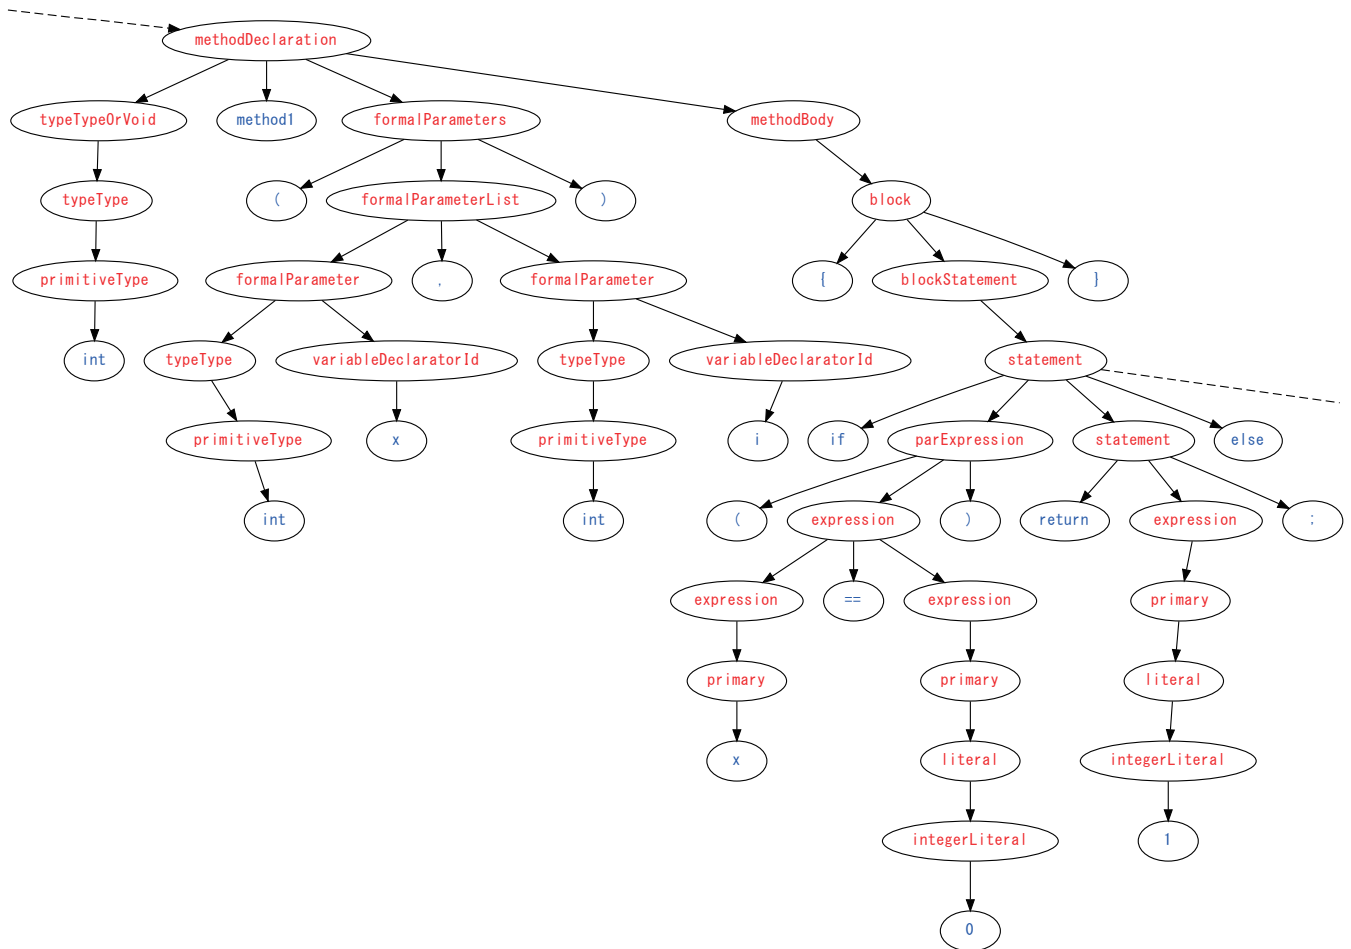 methodDeclaration
typeTypeOrVoid method1 formalParameters methodBody
typeType ( formalParameterList ) block
primitiveType formalParameter , formalParameter { blockStatement }
int typeType variableDeclaratorId typeType variableDeclaratorId statement
primitiveType x primitiveType i if parExpression statement else
int int ( expression ) return expression ;
expression == expression primary
primary primary literal
x literal integerLiteral
integerLiteral 1
0